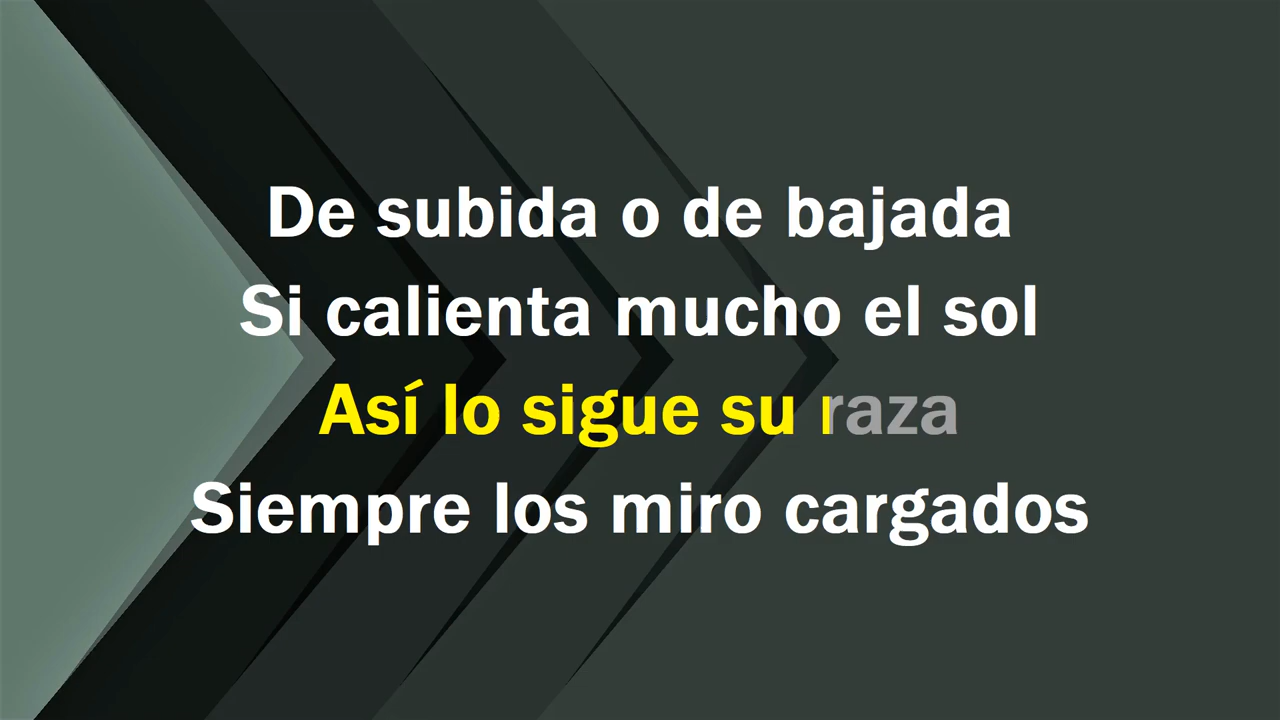 De subida o de bajada
Si calienta mucho el sol
Así lo sigue su raza
Siempre los miro cargados